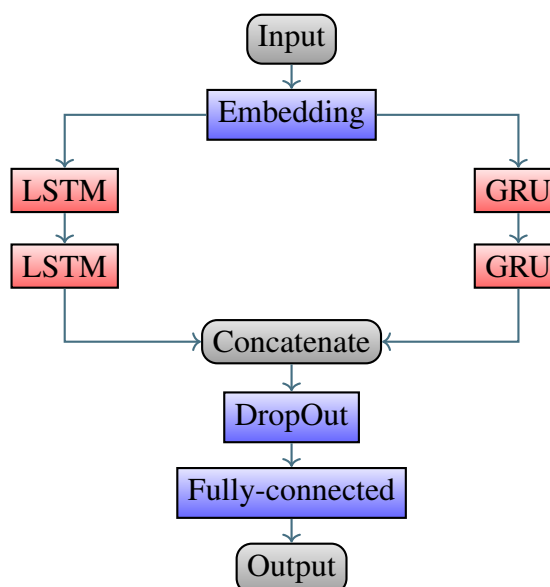 Input
Embedding
LSTM
GRU
LSTM
GRU
Concatenate
DropOut
Fully-connected
Output